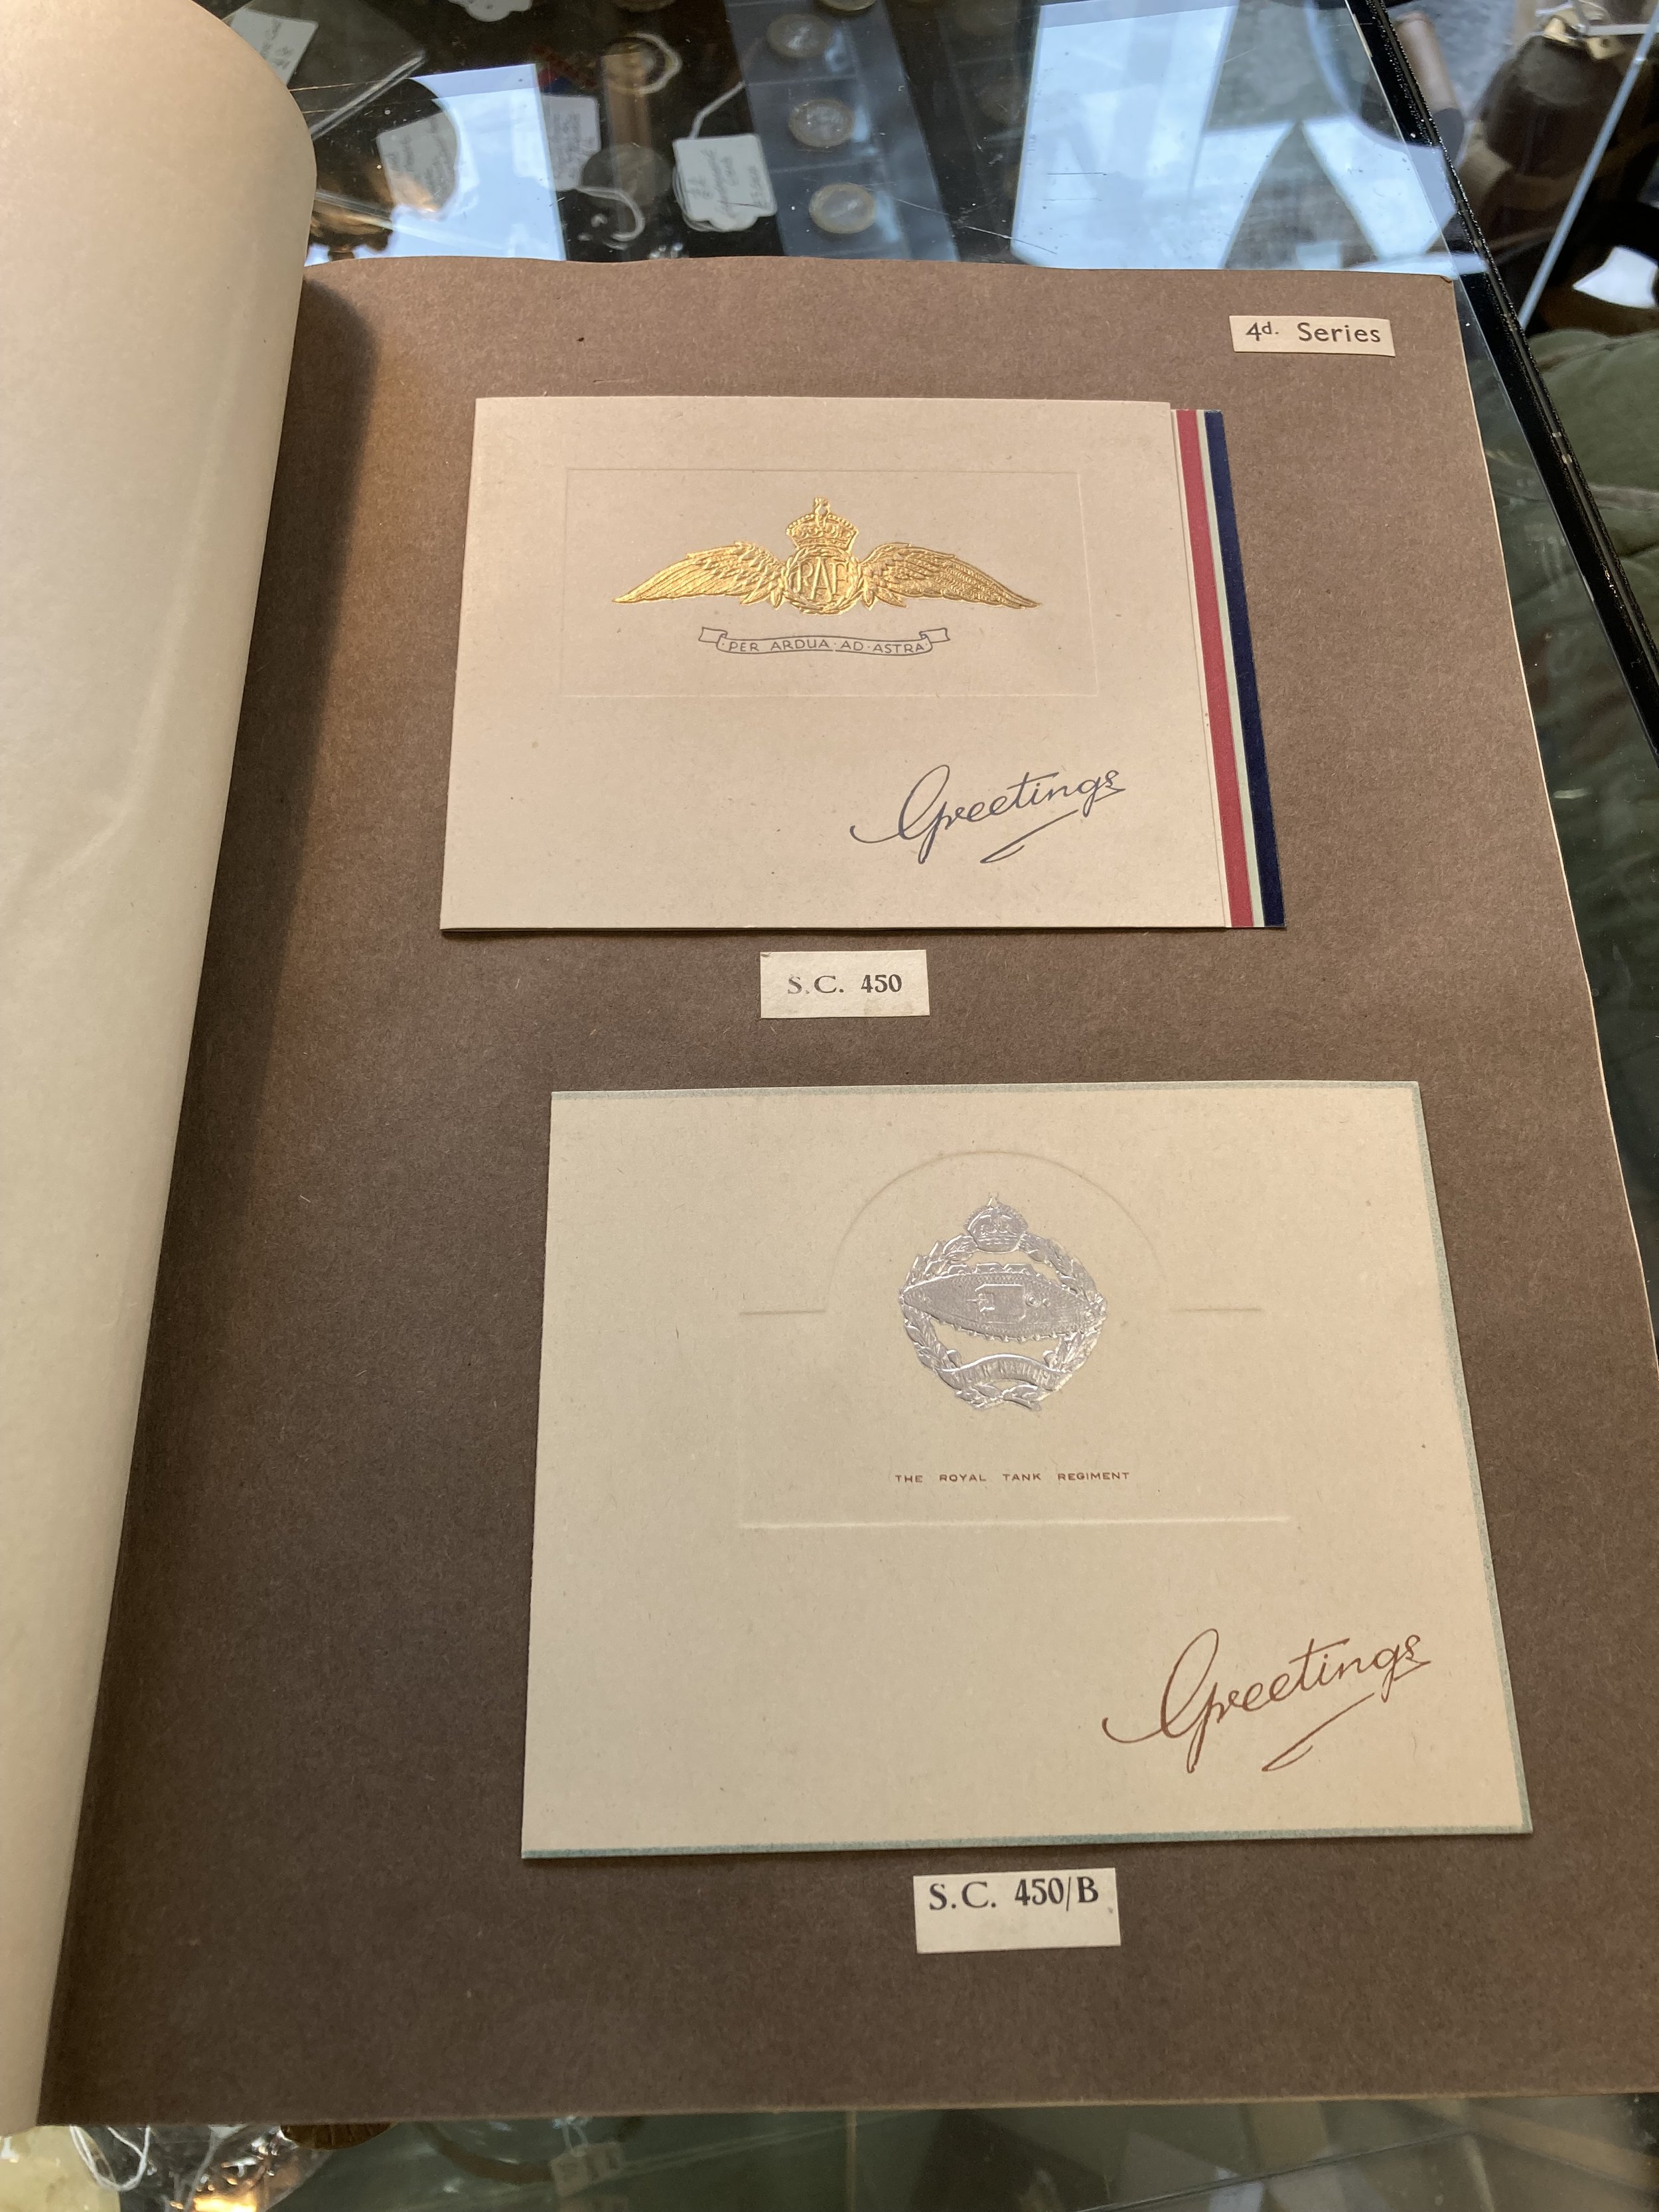 4d. Series
RAF
·PER ARDUA·AD·ASTRA·
Greetings
S.C. 450
THE ROYAL TANK REGIMENT
Greetings
S.C. 450/B